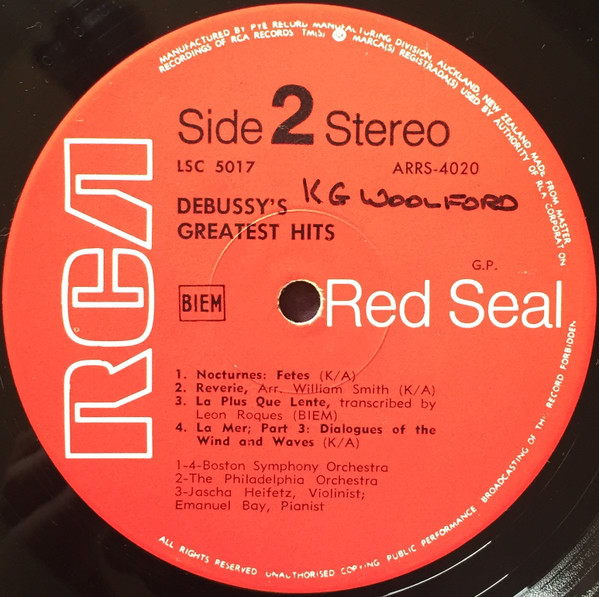 MANUFACTURED BY PYE RECORD MANUFACTURING DIVISION, AUCKLAND, NEW ZEALAND MADE FROM MASTER
RECORDINGS OF RCA RECORDS TM(S) MARCA(S) REGISTRADA(S) USED BY AUTHORITY OF RCA CORPORATION
Side 2 Stereo
LSC 5017 ARRS-4020
DEBUSSY'S KG WOOLFORD
GREATEST HITS
G.P.
RCA
BIEM
Red Seal
1. Nocturnes: Fetes (K/A)
2. Reverie, Arr. William Smith (K/A)
3. La Plus Que Lente, transcribed by
Leon Roques (BIEM)
4. La Mer; Part 3: Dialogues of the
Wind and Waves (K/A)
1-4-Boston Symphony Orchestra
2-The Philadelphia Orchestra
3-Jascha Heifetz, Violinist;
Emanuel Bay, Pianist
ALL RIGHTS RESERVED UNAUTHORISED COPYING PUBLIC PERFORMANCE BROADCASTING OF THIS RECORD FORBIDDEN